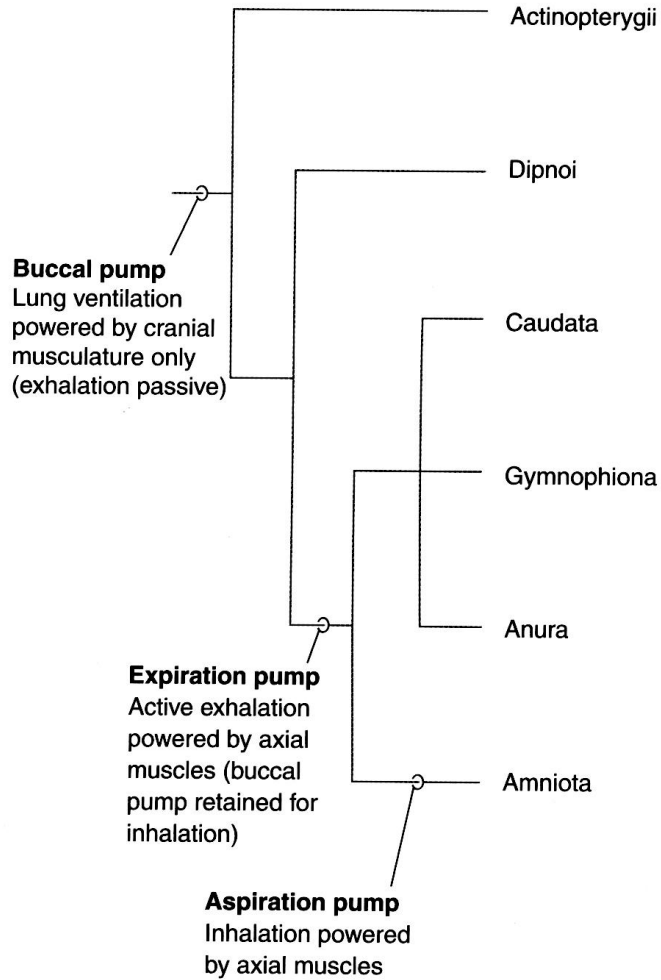 Actinopterygii
Dipnoi
Buccal pump
Lung ventilation
powered by cranial
musculature only
(exhalation passive)
Caudata
Gymnophiona
Anura
Expiration pump
Active exhalation
powered by axial
muscles (buccal
pump retained for
inhalation)
Amniota
Aspiration pump
Inhalation powered
by axial muscles